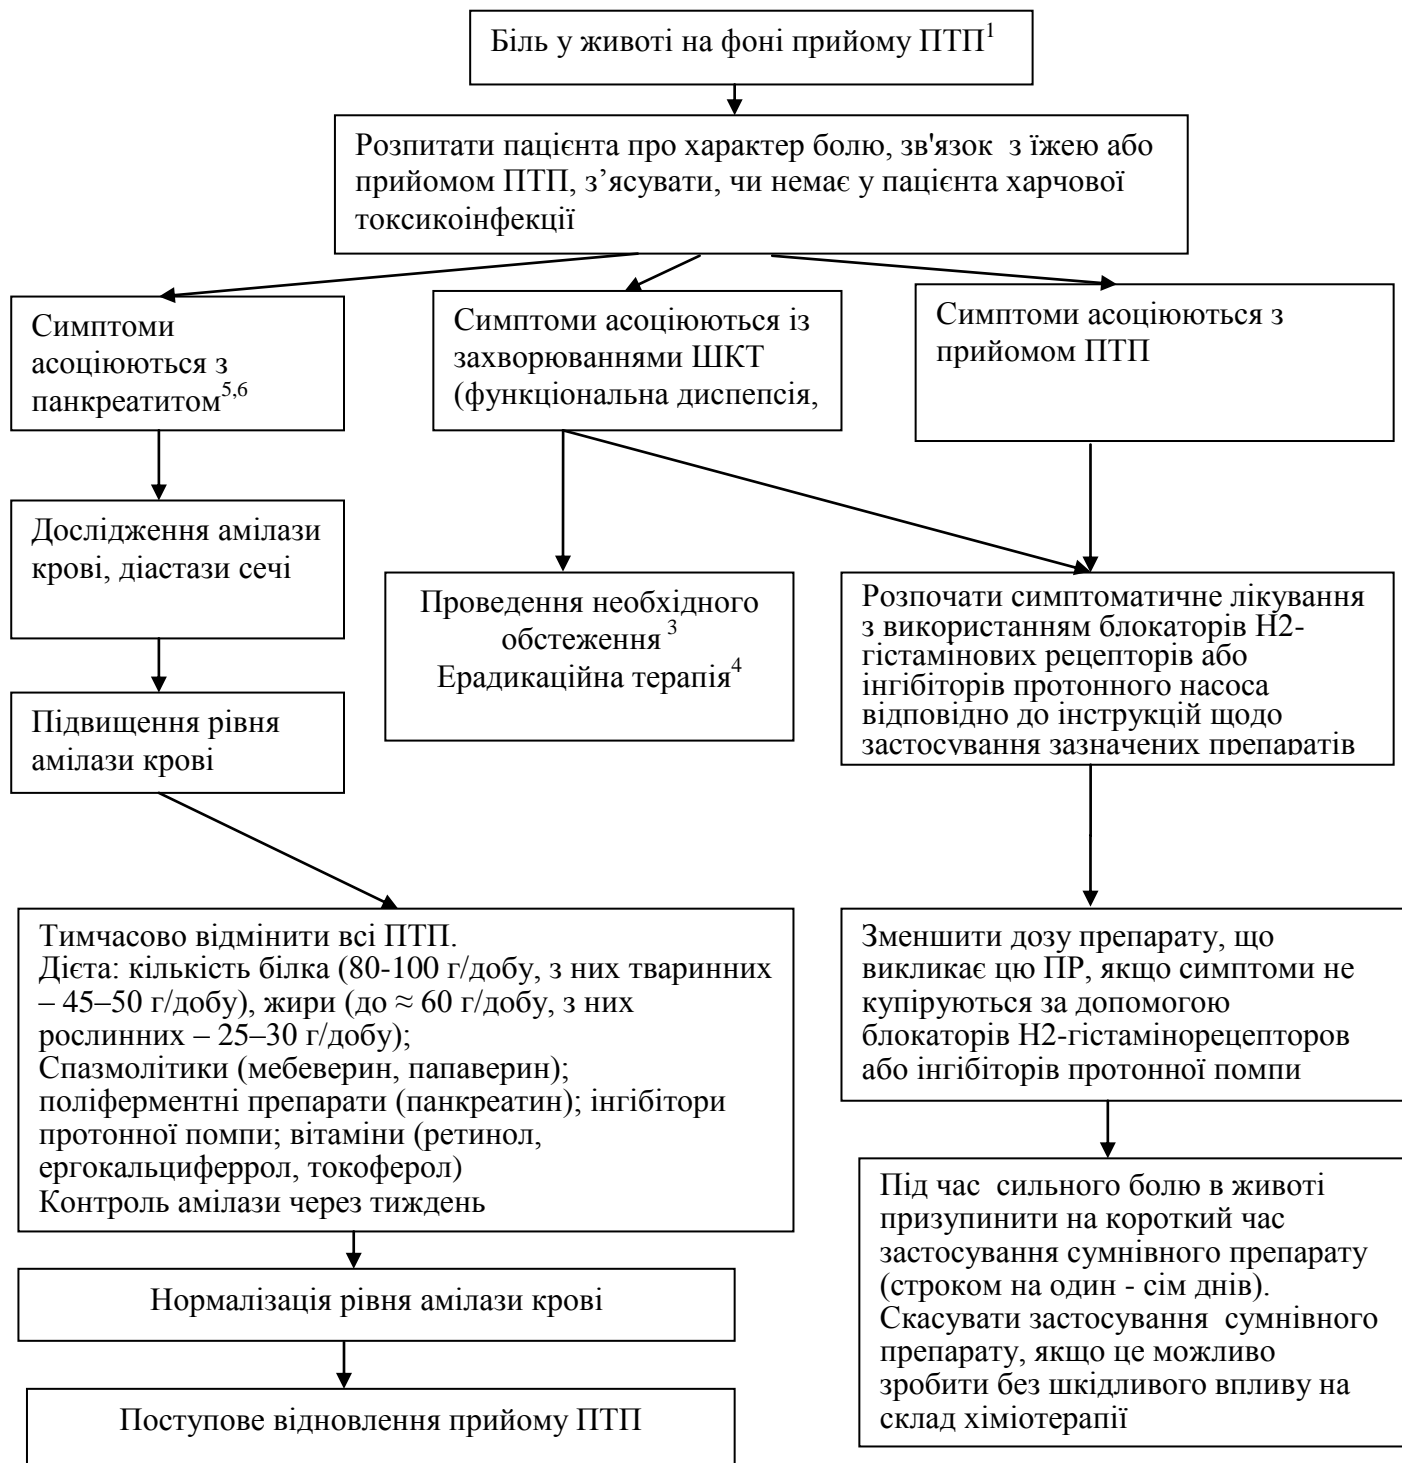 Біль у животі на фоні прийому ПТП1
Розпитати пацієнта про характер болю, зв'язок з їжею або
прийомом ПТП, з’ясувати, чи немає у пацієнта харчової
токсикоінфекції
Симптоми
асоціюються з
панкреатитом5,6
Симптоми асоціюються із
захворюваннями ШКТ
(функціональна диспепсія,
Симптоми асоціюються з
прийомом ПТП
Дослідження амілази
крові, діастази сечі
Проведення необхідного
обстеження 3
Ерадикаційна терапія4
Розпочати симптоматичне лікування
з використанням блокаторів Н2-
гістамінових рецепторів або
інгібіторів протонного насоса
відповідно до інструкцій щодо
застосування зазначених препаратів
Підвищення рівня
амілази крові
Тимчасово відмінити всі ПТП.
Дієта: кількість білка (80-100 г/добу, з них тваринних
– 45–50 г/добу), жири (до ≈ 60 г/добу, з них
рослинних – 25–30 г/добу);
Спазмолітики (мебеверин, папаверин);
поліферментні препарати (панкреатин); інгібітори
протонної помпи; вітаміни (ретинол,
ергокальциферрол, токоферол)
Контроль амілази через тиждень
Зменшити дозу препарату, що
викликає цю ПР, якщо симптоми не
купіруються за допомогою
блокаторів Н2-гістамінорецепторов
або інгібіторів протонної помпи
Нормалізація рівня амілази крові
Поступове відновлення прийому ПТП
Під час сильного болю в животі
призупинити на короткий час
застосування сумнівного препарату
(строком на один - сім днів).
Скасувати застосування сумнівного
препарату, якщо це можливо
зробити без шкідливого впливу на
склад хіміотерапії